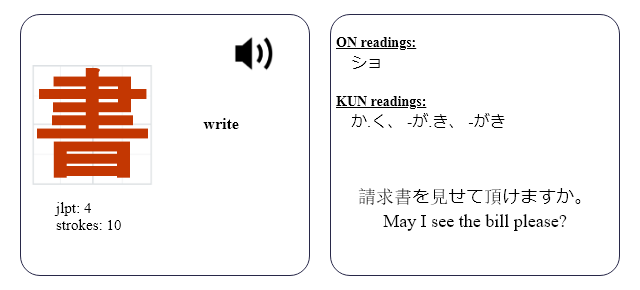 書
write
jlpt: 4
strokes: 10
ON readings:
ショ
KUN readings:
か.く、 -が.き、 -がき
請求書を見せて頂けますか。
May I see the bill please?